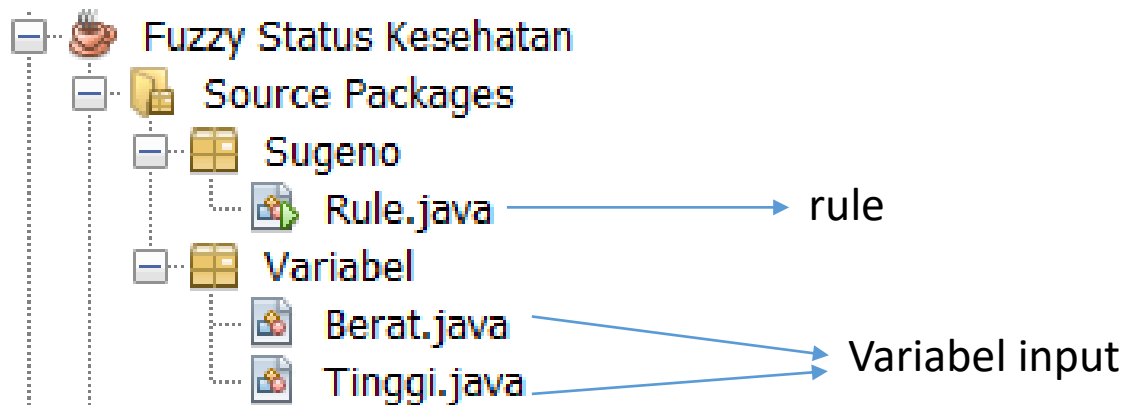 Fuzzy Status Kesehatan
Source Packages
Sugeno
Rule.java
rule
Variabel
Berat.java
Variabel input
Tinggi.java